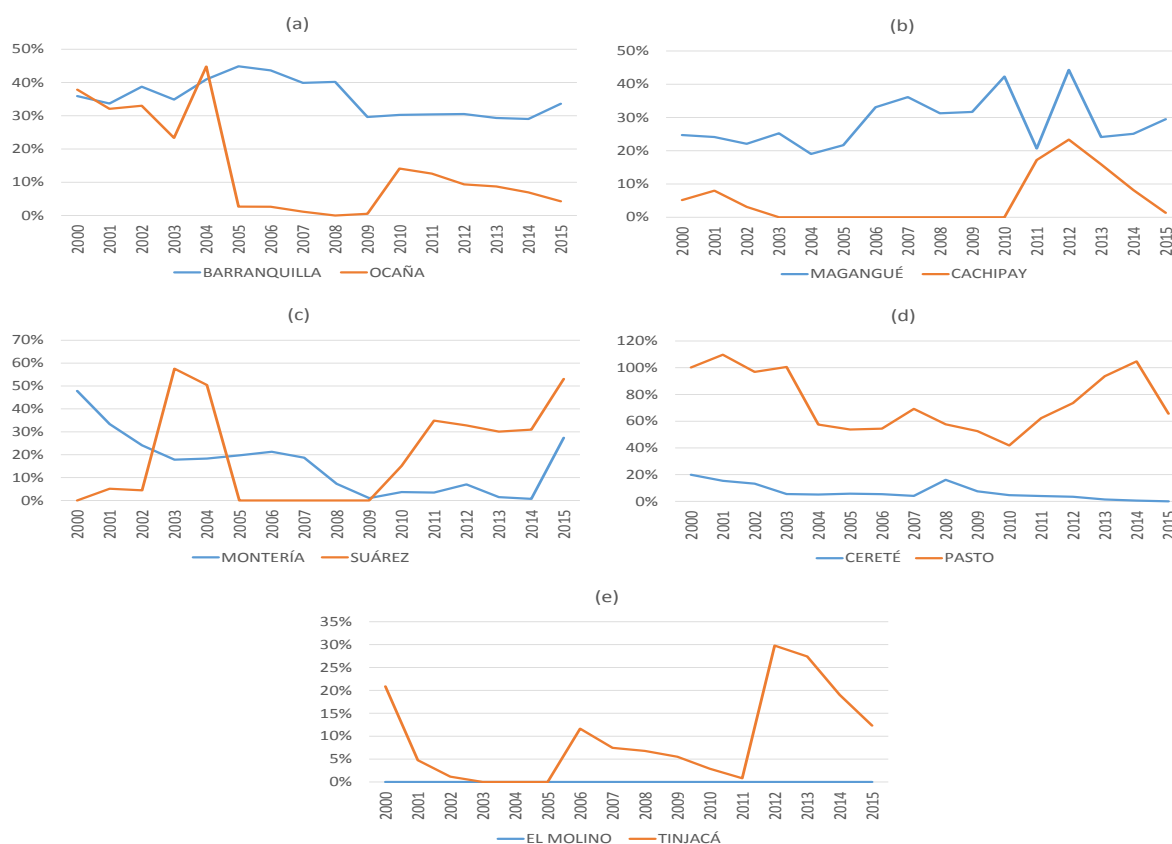 (a)
50%
40%
30%
20%
10%
0%
2000 2001 2002 2003 2004 2005 2006 2007 2008 2009 2010 2011 2012 2013 2014 2015
BARRANQUILLA OCAÑA
(b)
50%
40%
30%
20%
10%
0%
2000 2001 2002 2003 2004 2005 2006 2007 2008 2009 2010 2011 2012 2013 2014 2015
MAGANGUÉ CACHIPAY
(c)
70%
60%
50%
40%
30%
20%
10%
0%
2000 2001 2002 2003 2004 2005 2006 2007 2008 2009 2010 2011 2012 2013 2014 2015
MONTERÍA SUÁREZ
(d)
120%
100%
80%
60%
40%
20%
0%
2000 2001 2002 2003 2004 2005 2006 2007 2008 2009 2010 2011 2012 2013 2014 2015
CERETÉ PASTO
(e)
35%
30%
25%
20%
15%
10%
5%
0%
2000 2001 2002 2003 2004 2005 2006 2007 2008 2009 2010 2011 2012 2013 2014 2015
EL MOLINO TINJACÁ